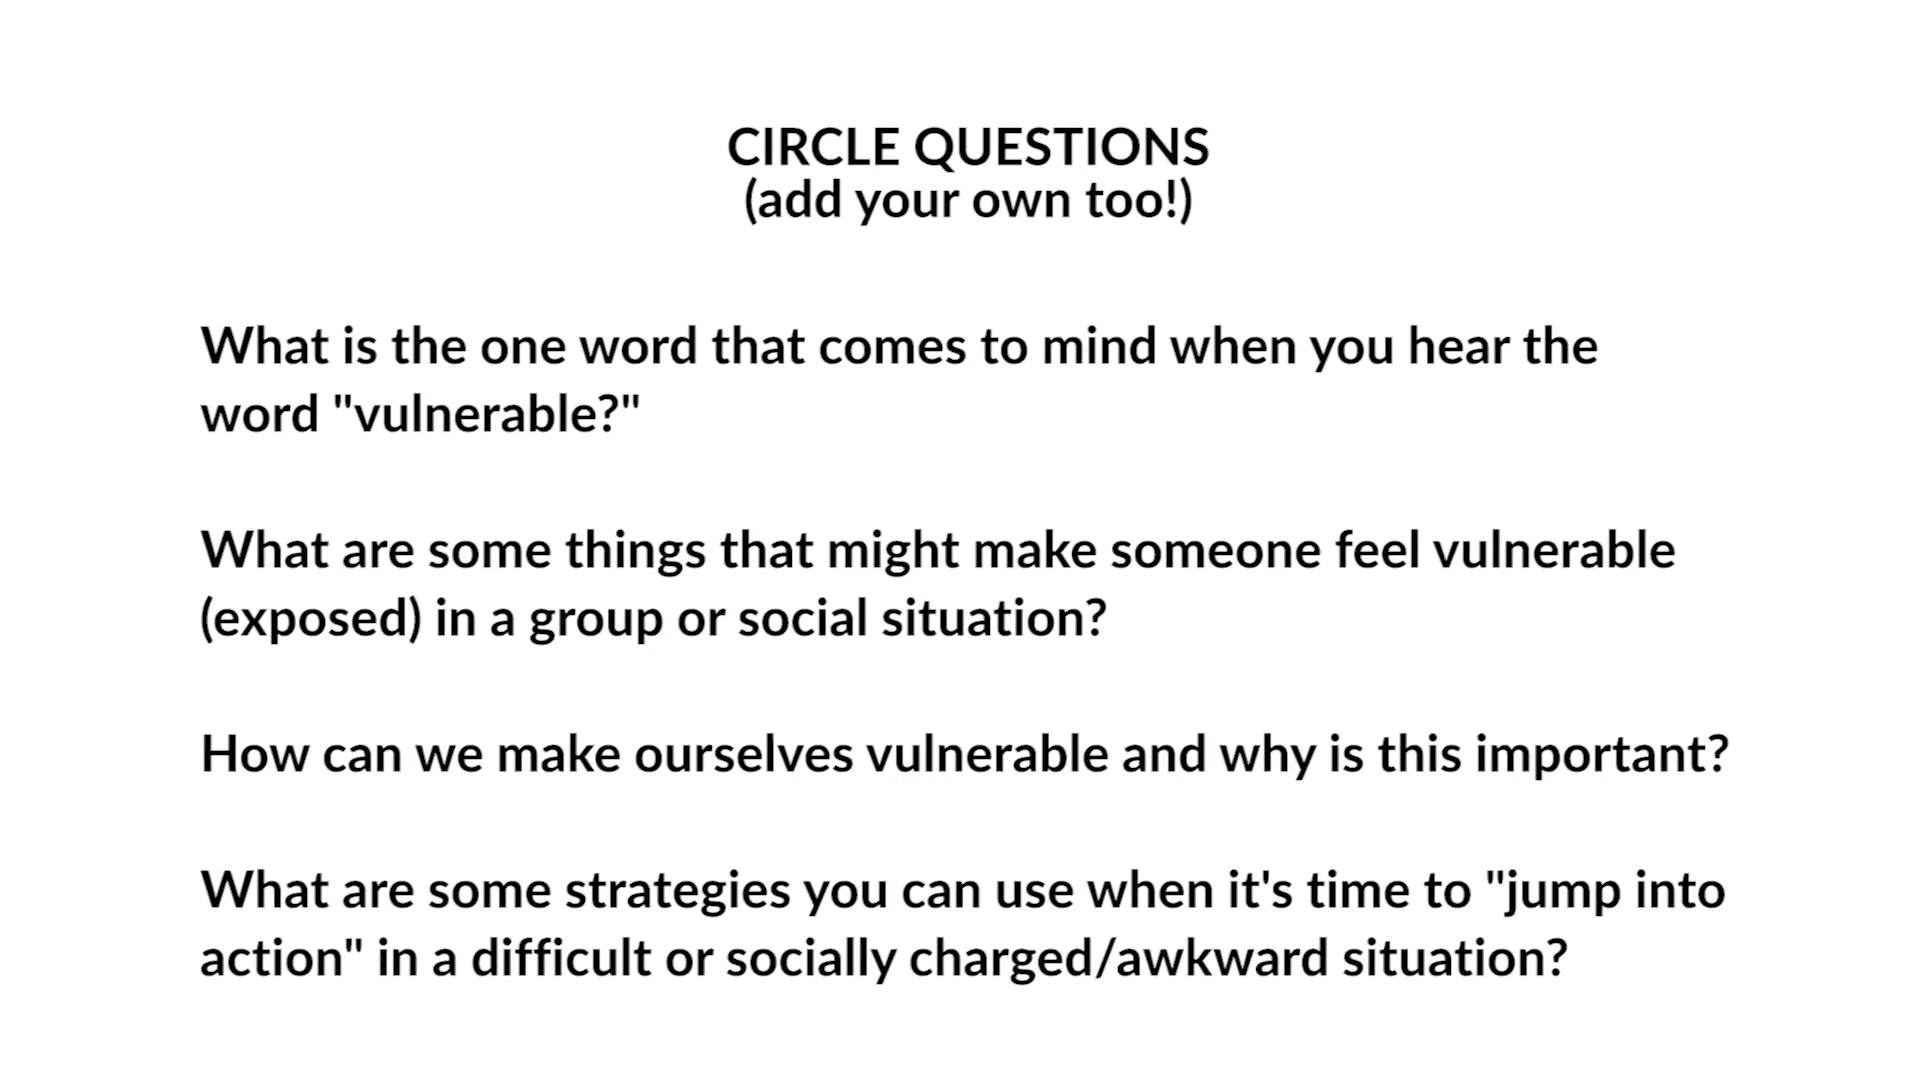 CIRCLE QUESTIONS
(add your own too!)
What is the one word that comes to mind when you hear the
word "vulnerable?"
What are some things that might make someone feel vulnerable
(exposed) in a group or social situation?
How can we make ourselves vulnerable and why is this important?
What are some strategies you can use when it's time to "jump into
action" in a difficult or socially charged/awkward situation?